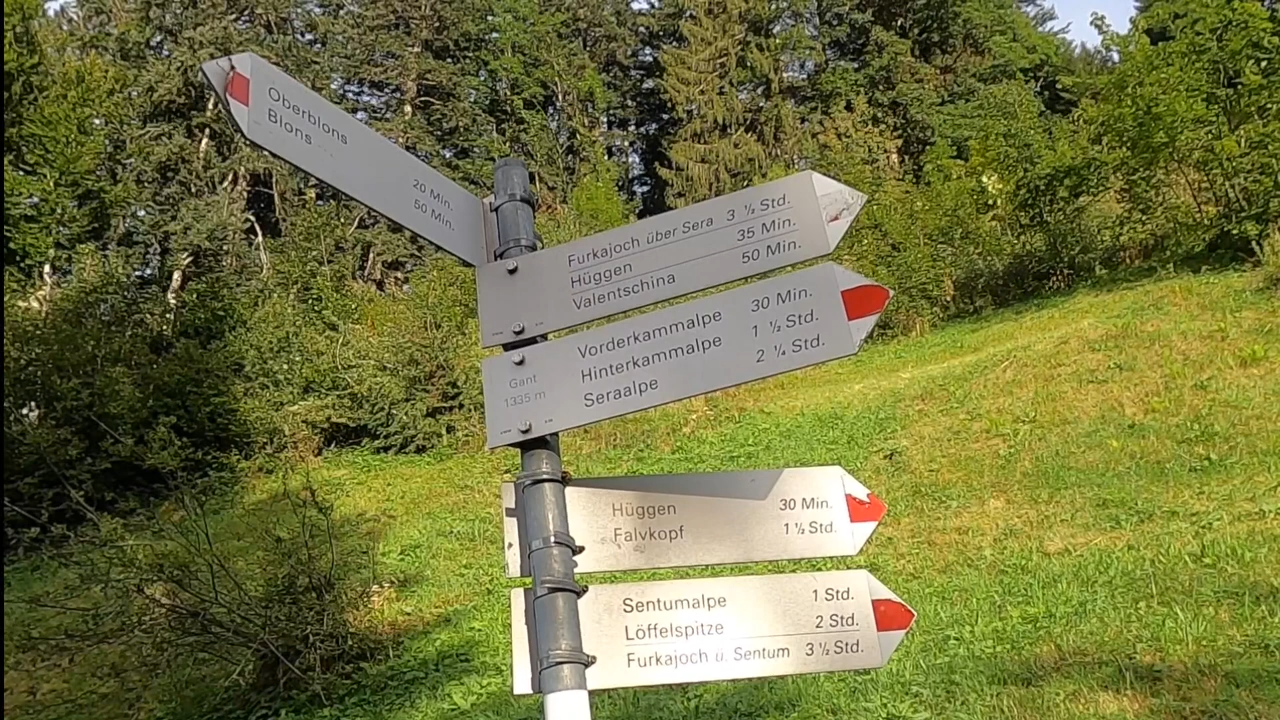 Oberblons 20 Min.
Blons 50 Min.
Furkajoch über Sera 3 ½ Std.
Hüggen 35 Min.
Valentschina 50 Min.
Gant
1335 m
Vorderkammalpe 30 Min.
Hinterkammalpe 1 ½ Std.
Seraalpe 2 ¼ Std.
Hüggen 30 Min.
Falvkopf 1 ½ Std.
Sentumalpe 1 Std.
Löffelspitze 2 Std.
Furkajoch ü. Sentum 3 ½ Std.